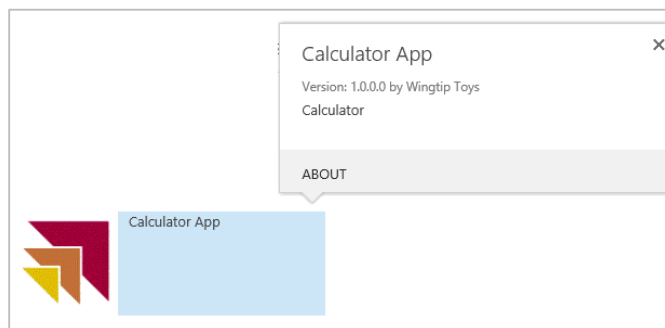 Calculator App
Version: 1.0.0.0 by Wingtip Toys
Calculator
ABOUT
Calculator App